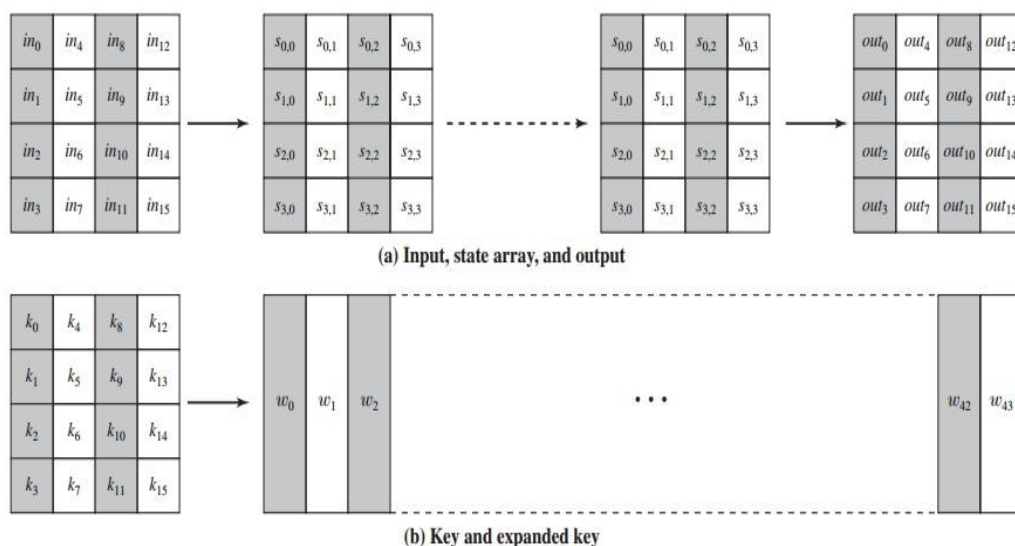 in₀ in₄ in₈ in₁₂ s₀,₀ s₀,₁ s₀,₂ s₀,₃ s₀,₀ s₀,₁ s₀,₂ s₀,₃ out₀ out₄ out₈ out₁₂
in₁ in₅ in₉ in₁₃ s₁,₀ s₁,₁ s₁,₂ s₁,₃ s₁,₀ s₁,₁ s₁,₂ s₁,₃ out₁ out₅ out₉ out₁₃
in₂ in₆ in₁₀ in₁₄ s₂,₀ s₂,₁ s₂,₂ s₂,₃ s₂,₀ s₂,₁ s₂,₂ s₂,₃ out₂ out₆ out₁₀ out₁₄
in₃ in₇ in₁₁ in₁₅ s₃,₀ s₃,₁ s₃,₂ s₃,₃ s₃,₀ s₃,₁ s₃,₂ s₃,₃ out₃ out₇ out₁₁ out₁₅
(a) Input, state array, and output
k₀ k₄ k₈ k₁₂
k₁ k₅ k₉ k₁₃
w₀ w₁ w₂ • • • w₄₂ w₄₃
k₂ k₆ k₁₀ k₁₄
k₃ k₇ k₁₁ k₁₅
(b) Key and expanded key